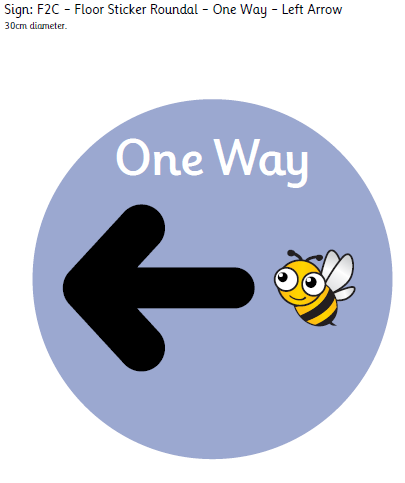 Sign: F2C - Floor Sticker Roundal - One Way - Left Arrow
30cm diameter.
One Way